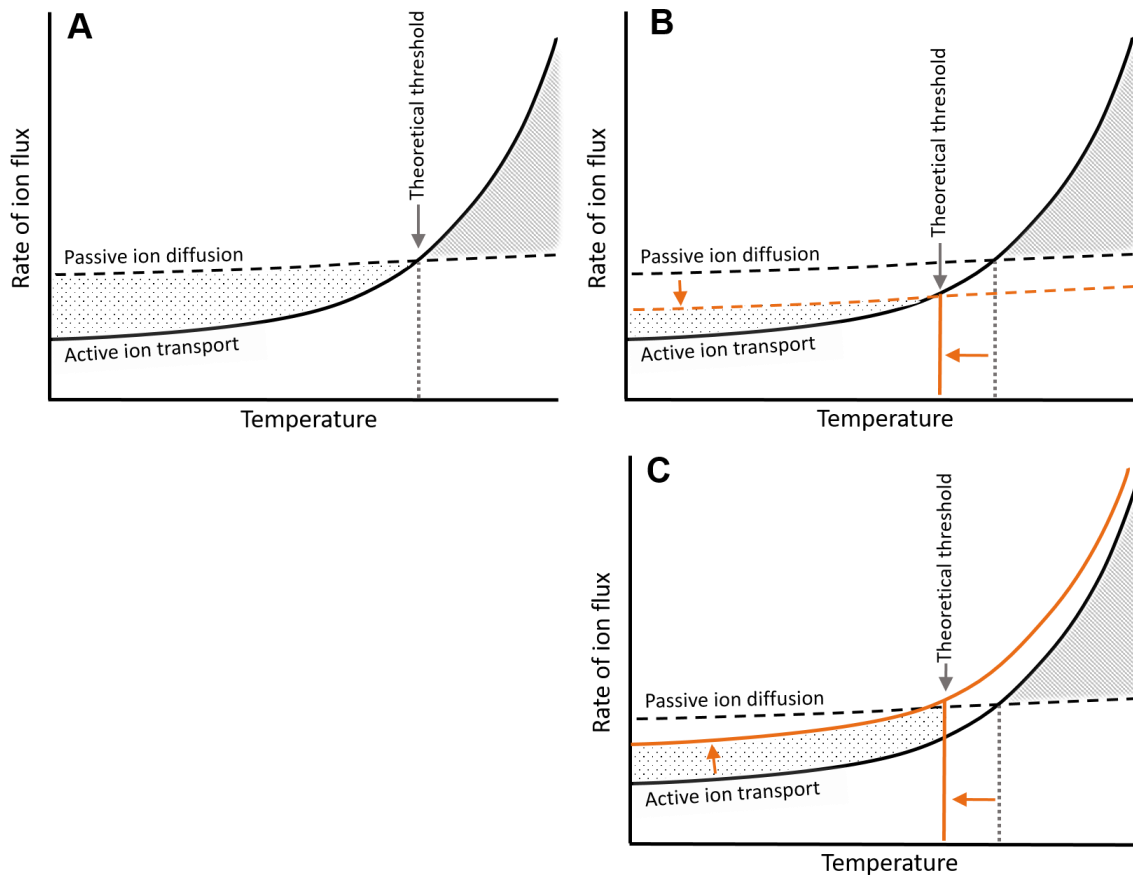 A
Rate of ion flux
Theoretical threshold
Passive ion diffusion
Active ion transport
Temperature
B
Rate of ion flux
Theoretical threshold
Passive ion diffusion
Active ion transport
Temperature
C
Rate of ion flux
Theoretical threshold
Passive ion diffusion
Active ion transport
Temperature